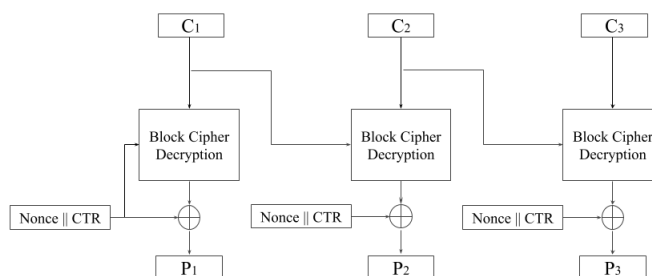 C1 C2 C3
Block Cipher Decryption
Block Cipher Decryption
Block Cipher Decryption
Nonce || CTR
Nonce || CTR
Nonce || CTR
P1 P2 P3